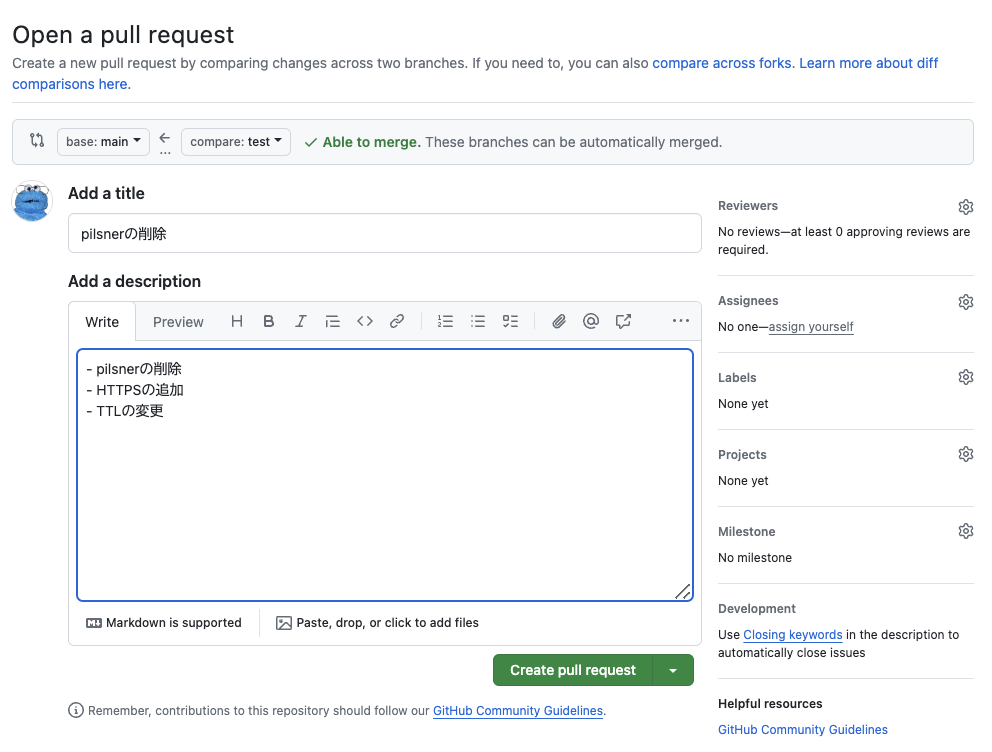 Open a pull request
Create a new pull request by comparing changes across two branches. If you need to, you can also compare across forks. Learn more about diff
comparisons here.
base: main
...
compare: test
Able to merge. These branches can be automatically merged.
Add a title
pilsnerの削除
Add a description
Write
Preview
- pilsnerの削除
- HTTPSの追加
- TTLの変更
Markdown is supported
Paste, drop, or click to add files
Create pull request
Remember, contributions to this repository should follow our GitHub Community Guidelines.
Reviewers
No reviews—at least 0 approving reviews are
required.
Assignees
No one—assign yourself
Labels
None yet
Projects
None yet
Milestone
No milestone
Development
Use Closing keywords in the description to
automatically close issues
Helpful resources
GitHub Community Guidelines